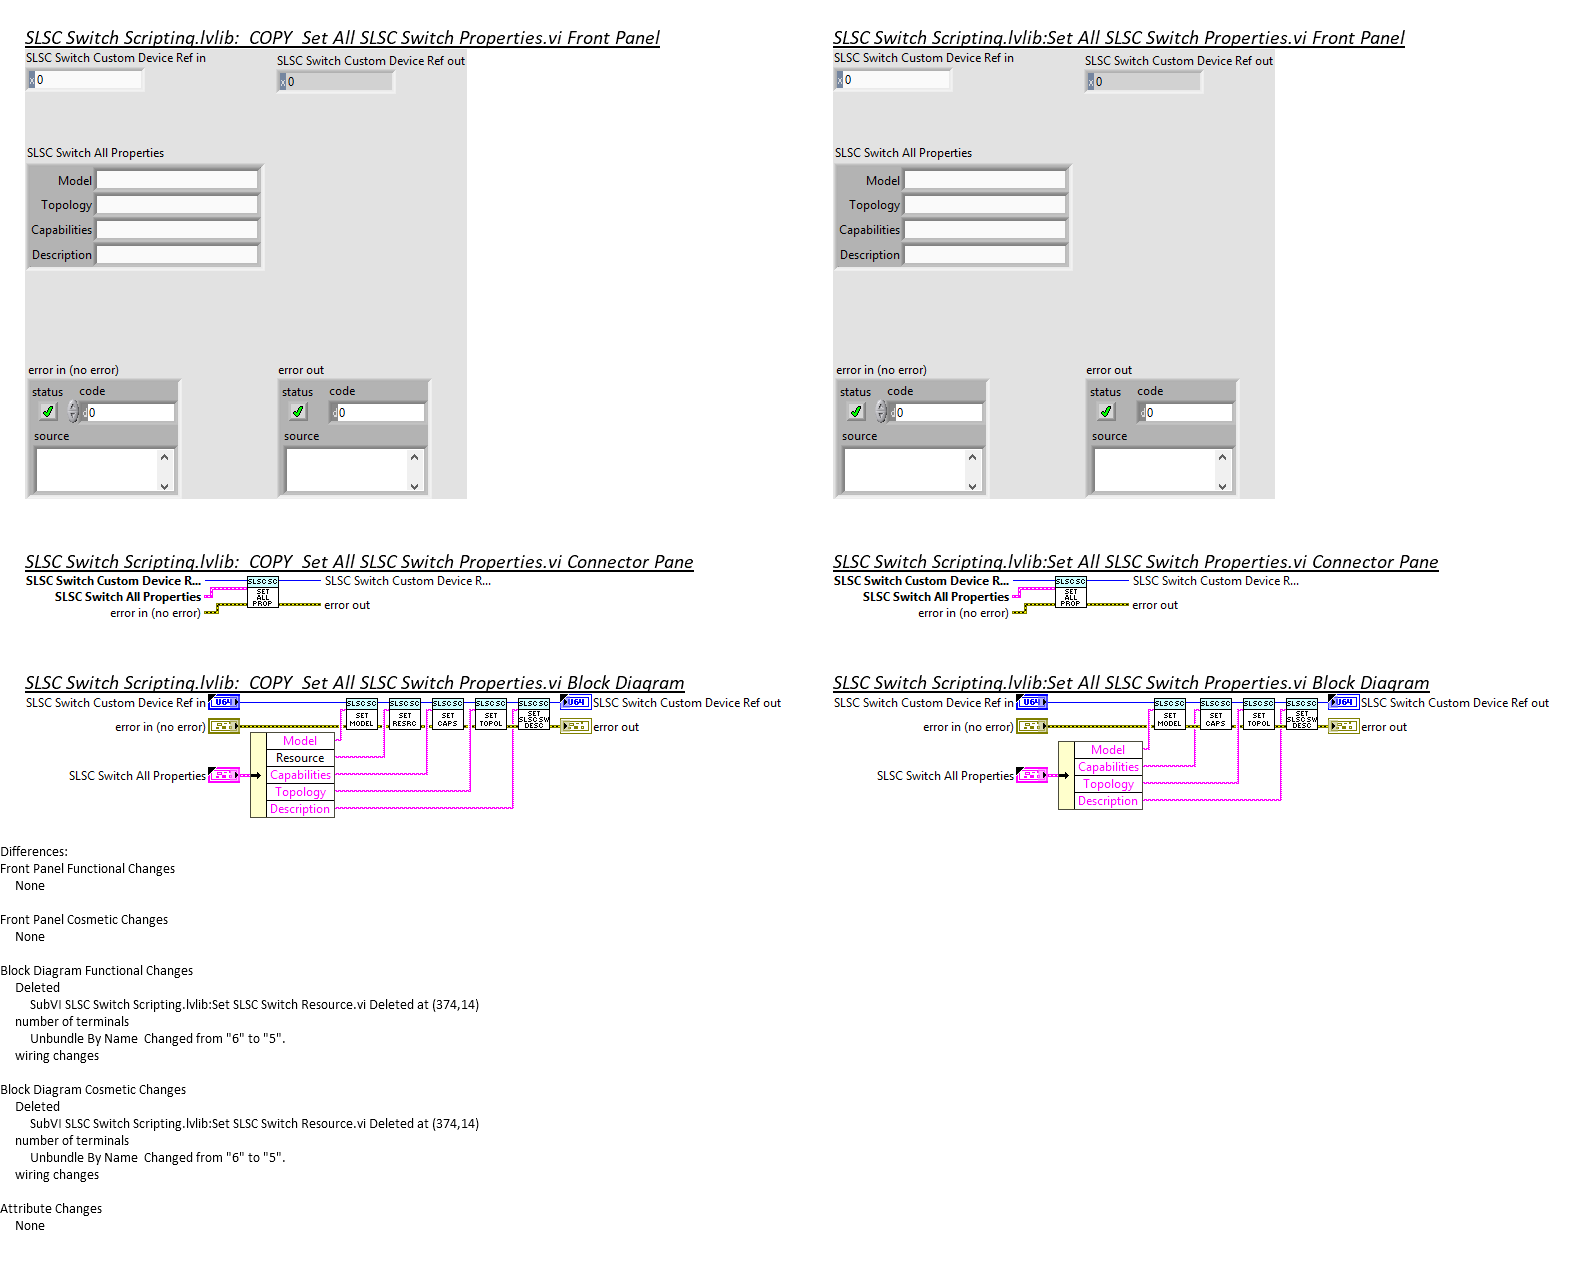 SLSC Switch Scripting.lvlib:  COPY  Set All SLSC Switch Properties.vi Front Panel
SLSC Switch Custom Device Ref in
SLSC Switch Custom Device Ref out
x 0
x 0
SLSC Switch All Properties
Model
Topology
Capabilities
Description
error in (no error)
error out
status code
status code
d 0
d 0
source
source
SLSC Switch Scripting.lvlib:Set All SLSC Switch Properties.vi Front Panel
SLSC Switch Custom Device Ref in
SLSC Switch Custom Device Ref out
x 0
x 0
SLSC Switch All Properties
Model
Topology
Capabilities
Description
error in (no error)
error out
status code
status code
d 0
d 0
source
source
SLSC Switch Scripting.lvlib:  COPY  Set All SLSC Switch Properties.vi Connector Pane
SLSC Switch Custom Device R...
SLSC SC
SLSC Switch Custom Device R...
SLSC Switch All Properties
SET
ALL
PROP
error out
error in (no error)
SLSC Switch Scripting.lvlib:Set All SLSC Switch Properties.vi Connector Pane
SLSC Switch Custom Device R...
SLSC SC
SLSC Switch Custom Device R...
SLSC Switch All Properties
SET
ALL
PROP
error out
error in (no error)
SLSC Switch Scripting.lvlib:  COPY  Set All SLSC Switch Properties.vi Block Diagram
SLSC Switch Custom Device Ref in
U64
SLSC SC SLSC SC SLSC SC SLSC SC SLSC SC
U64
SLSC Switch Custom Device Ref out
error in (no error)
SET MODEL
SET RESRC
SET CAPS
SET TOPOL
SET SLSC SW DESC
error out
Model
Resource
SLSC Switch All Properties
Capabilities
Topology
Description
SLSC Switch Scripting.lvlib:Set All SLSC Switch Properties.vi Block Diagram
SLSC Switch Custom Device Ref in
U64
SLSC SC SLSC SC SLSC SC SLSC SC
U64
SLSC Switch Custom Device Ref out
error in (no error)
SET MODEL
SET CAPS
SET TOPOL
SET SLSC SW DESC
error out
Model
Capabilities
SLSC Switch All Properties
Topology
Description
Differences:
Front Panel Functional Changes
None
Front Panel Cosmetic Changes
None
Block Diagram Functional Changes
Deleted
SubVI SLSC Switch Scripting.lvlib:Set SLSC Switch Resource.vi Deleted at (374,14)
number of terminals
Unbundle By Name  Changed from "6" to "5".
wiring changes
Block Diagram Cosmetic Changes
Deleted
SubVI SLSC Switch Scripting.lvlib:Set SLSC Switch Resource.vi Deleted at (374,14)
number of terminals
Unbundle By Name  Changed from "6" to "5".
wiring changes
Attribute Changes
None